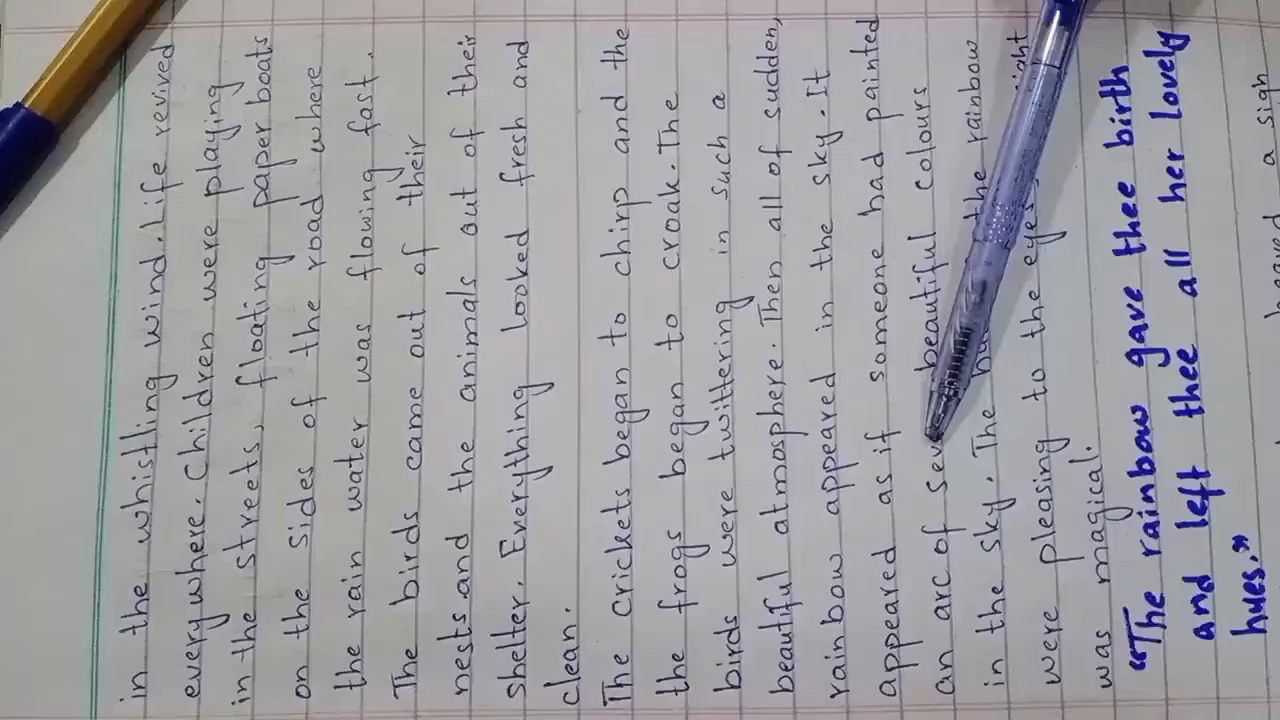 in the whistling wind. Life revived
everywhere. Children were playing
in the streets, floating paper boats
on the sides of the road where
the rain water was flowing fast.
The birds came out of their
nests and the animals out of their
shelter. Everything looked fresh and
clean.
The crickets began to chirp and the
the frogs began to croak. The
birds were twittering in such a
beautiful atmosphere. Then all of sudden,
rainbow appeared in the sky. It
appeared as if someone had painted
an arc of beautiful colours
in the sky. The the rainbow
were pleasing to the eyes
was magical.
“The rainbow gave thee birth
and left thee all her lovely
hues.”
heaved a sigh